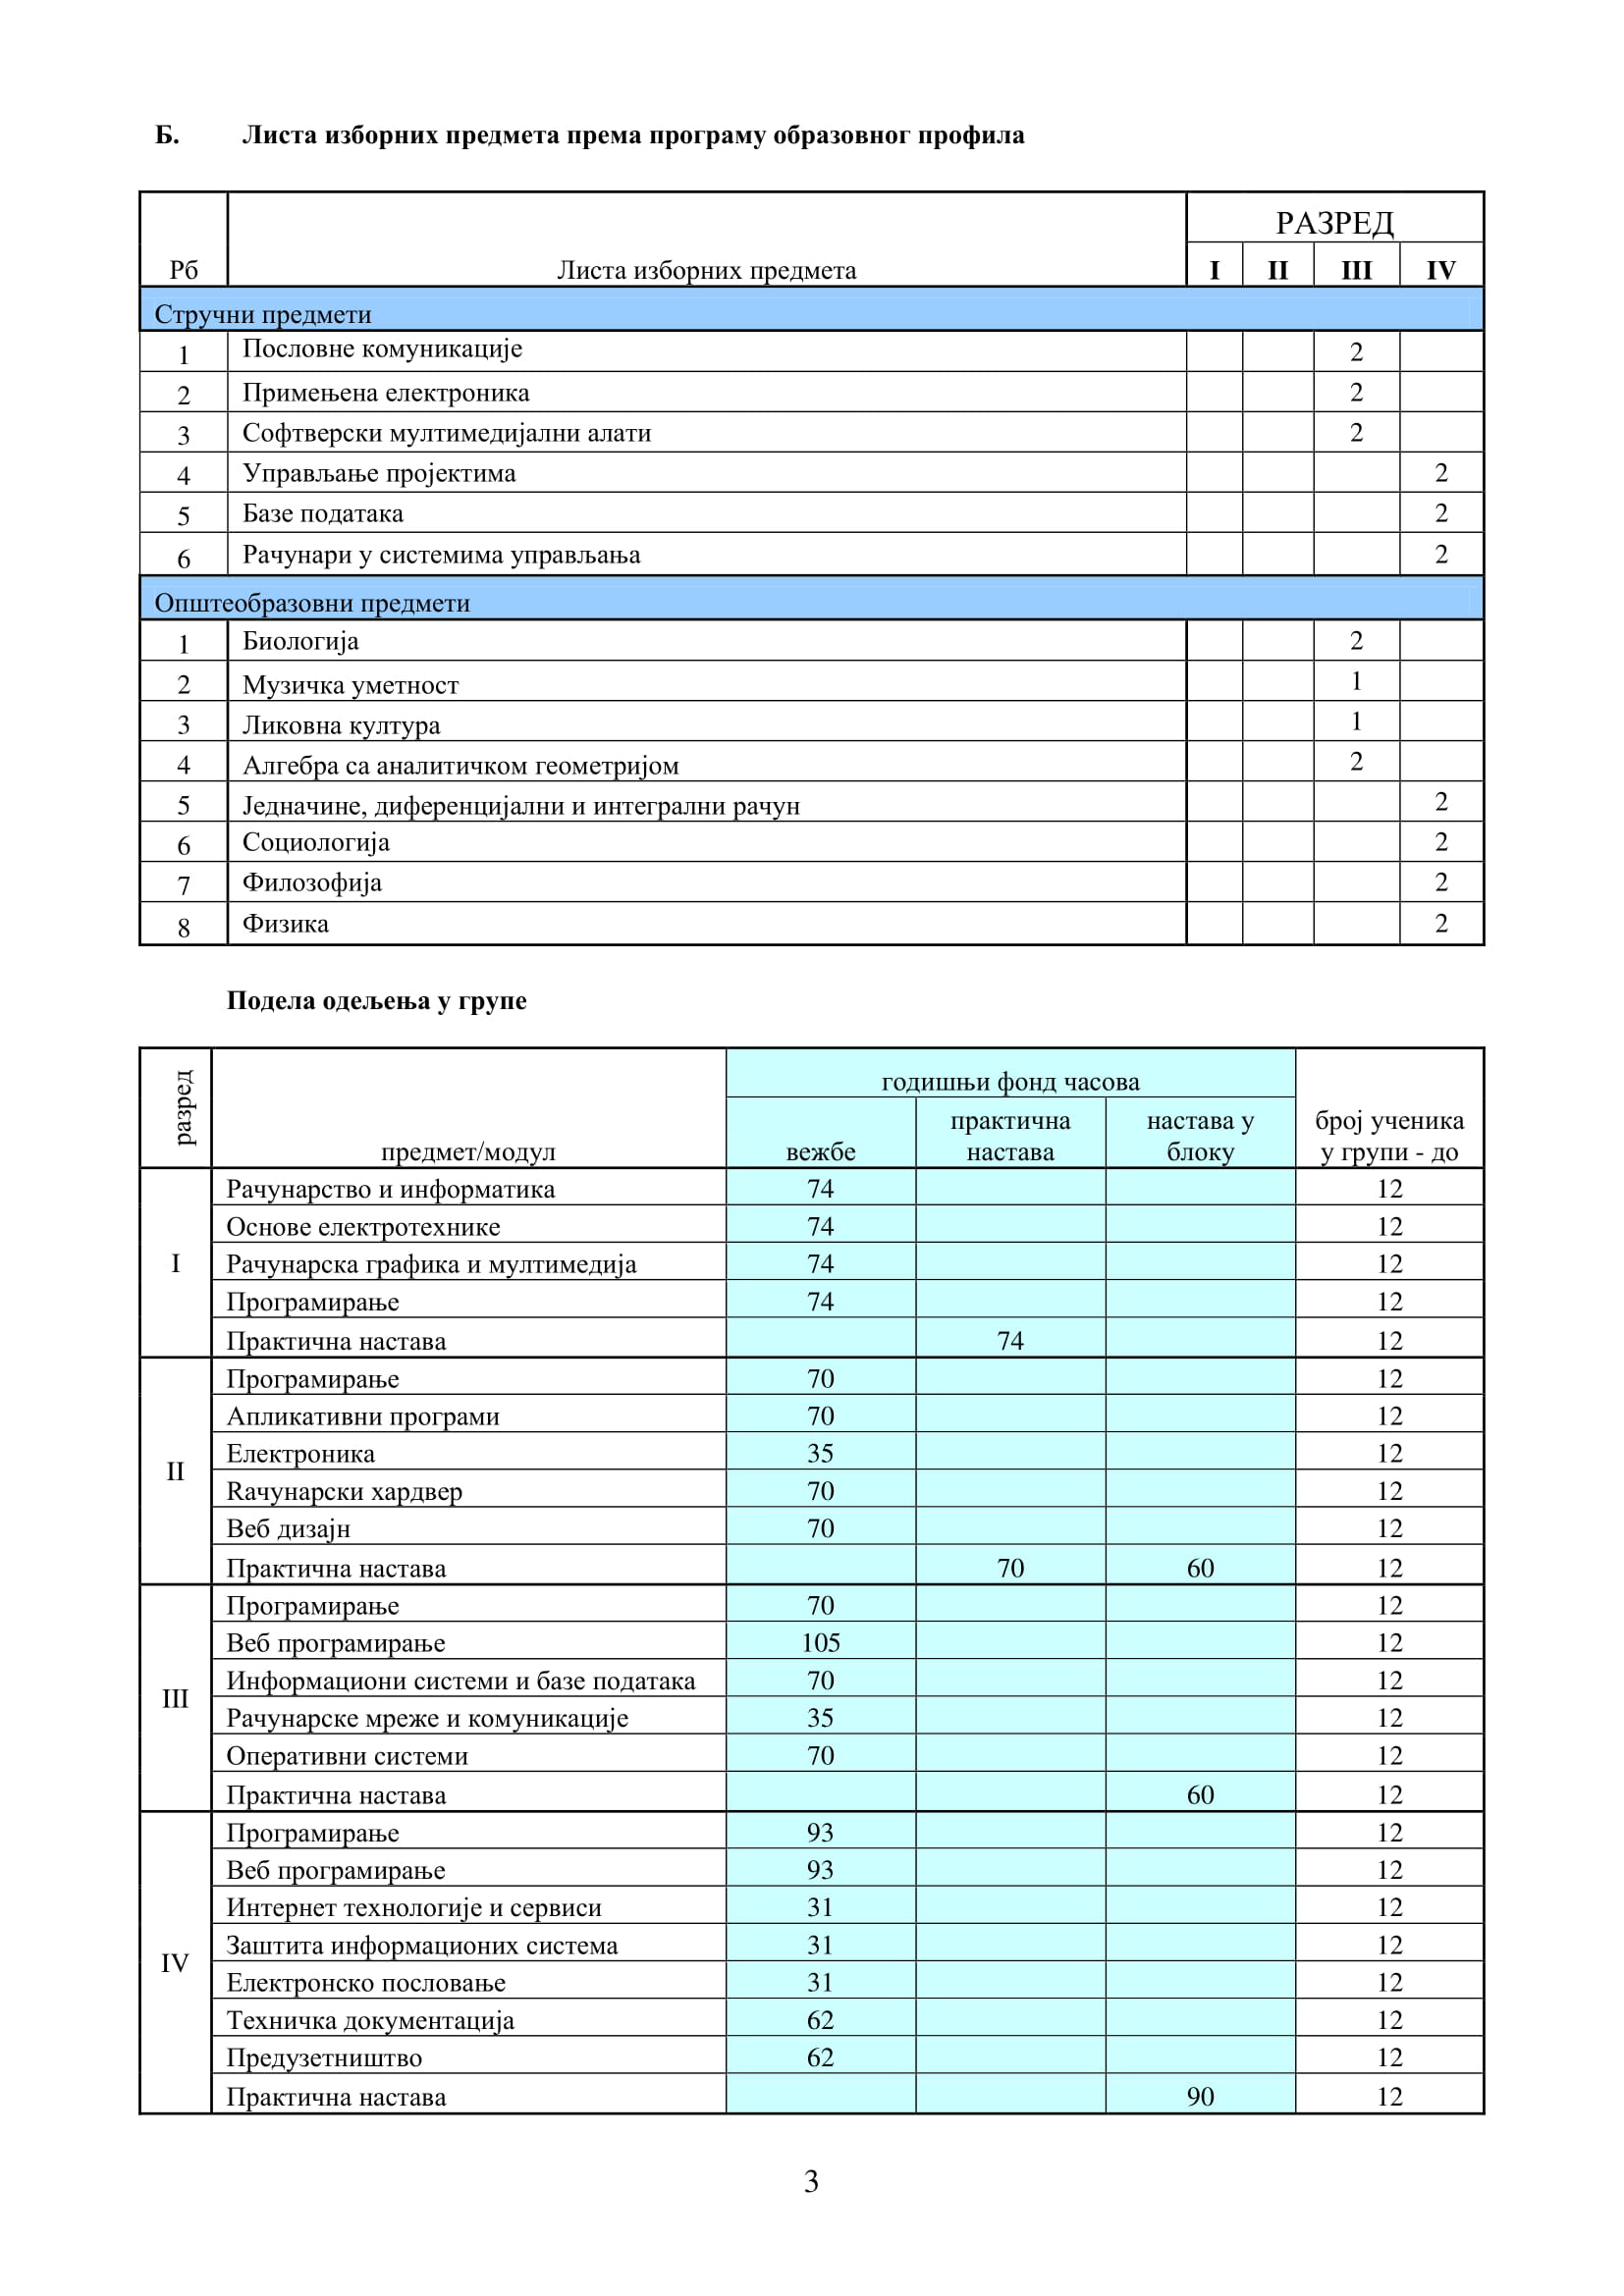 Б. Листа изборних предмета према програму образовног профила
РАЗРЕД
Рб Листа изборних предмета I II III IV
Стручни предмети
1 Пословне комуникације 2
2 Примењена електроника 2
3 Софтверски мултимедијални алати 2
4 Управљање пројектима 2
5 Базе података 2
6 Рачунари у системима управљања 2
Општеобразовни предмети
1 Биологија 2
2 Музичка уметност 1
3 Ликовна култура 1
4 Алгебра са аналитичком геометријом 2
5 Једначине, диференцијални и интегрални рачун 2
6 Социологија 2
7 Филозофија 2
8 Физика 2
Подела одељења у групе
разред
предмет/модул
годишњи фонд часова
вежбе
практична
настава
настава у
блоку
број ученика
у групи - до
I
Рачунарство и информатика 74 12
Основе електротехнике 74 12
Рачунарска графика и мултимедија 74 12
Програмирање 74 12
Практична настава 74 12
II
Програмирање 70 12
Апликативни програми 70 12
Електроника 35 12
Rачунарски хардвер 70 12
Веб дизајн 70 12
Практична настава 70 60 12
III
Програмирање 70 12
Веб програмирање 105 12
Информациони системи и базе података 70 12
Рачунарске мреже и комуникације 35 12
Оперативни системи 70 12
Практична настава 60 12
IV
Програмирање 93 12
Веб програмирање 93 12
Интернет технологије и сервиси 31 12
Заштита информационих система 31 12
Електронско пословање 31 12
Техничка документација 62 12
Предузетништво 62 12
Практична настава 90 12
3